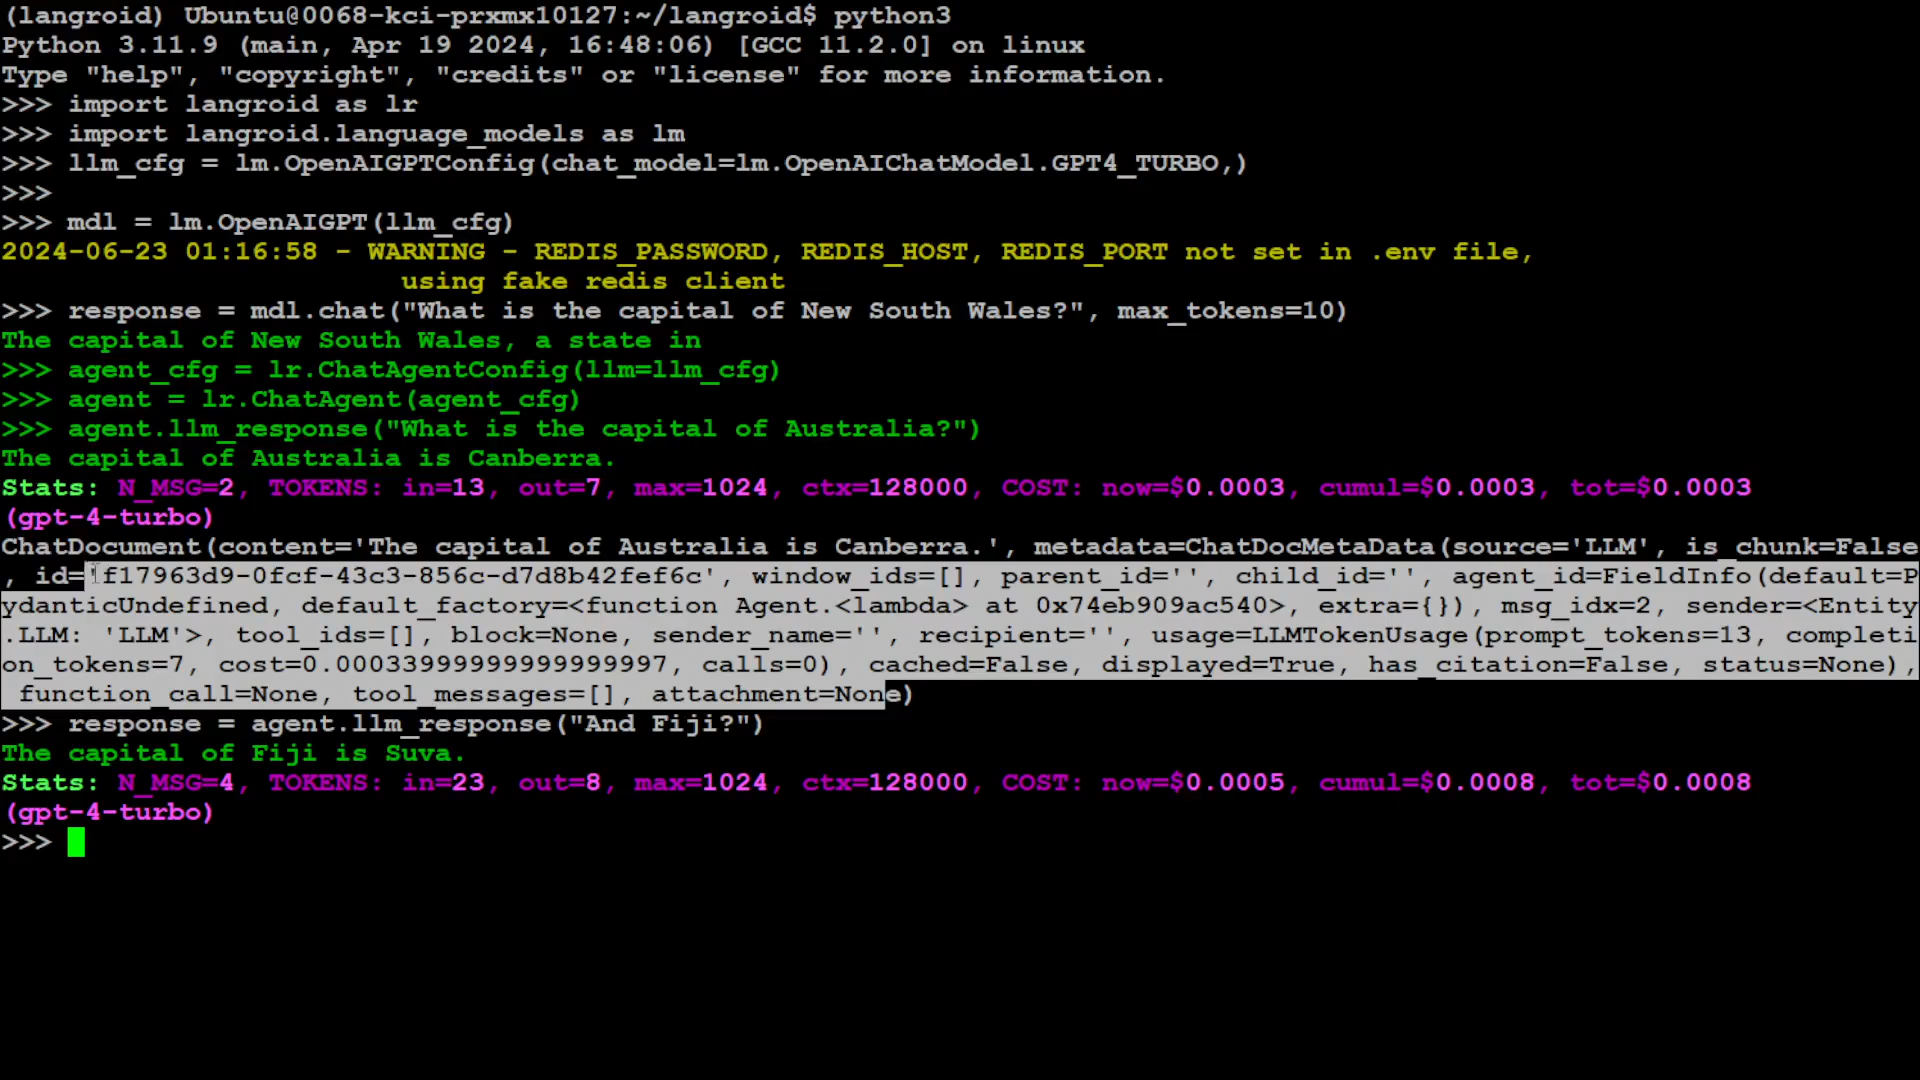 (langroid) Ubuntu@0068-kci-prxmx10127:~/langroid$ python3
Python 3.11.9 (main, Apr 19 2024, 16:48:06) [GCC 11.2.0] on linux
Type "help", "copyright", "credits" or "license" for more information.
>>> import langroid as lr
>>> import langroid.language_models as lm
>>> llm_cfg = lm.OpenAIGPTConfig(chat_model=lm.OpenAIChatModel.GPT4_TURBO,)
>>>
>>> mdl = lm.OpenAIGPT(llm_cfg)
2024-06-23 01:16:58 - WARNING - REDIS_PASSWORD, REDIS_HOST, REDIS_PORT not set in .env file,
using fake redis client
>>> response = mdl.chat("What is the capital of New South Wales?", max_tokens=10)
The capital of New South Wales, a state in
>>> agent_cfg = lr.ChatAgentConfig(llm=llm_cfg)
>>> agent = lr.ChatAgent(agent_cfg)
>>> agent.llm_response("What is the capital of Australia?")
The capital of Australia is Canberra.
Stats: N_MSG=2, TOKENS: in=13, out=7, max=1024, ctx=128000, COST: now=$0.0003, cumul=$0.0003, tot=$0.0003
(gpt-4-turbo)
ChatDocument(content='The capital of Australia is Canberra.', metadata=ChatDocMetaData(source='LLM', is_chunk=False
, id='f17963d9-0fcf-43c3-856c-d7d8b42fef6c', window_ids=[], parent_id='', child_id='', agent_id=FieldInfo(default=P
ydanticUndefined, default_factory=<function Agent.<lambda> at 0x74eb909ac540>, extra={}), msg_idx=2, sender=<Entity
.LLM: 'LLM'>, tool_ids=[], block=None, sender_name='', recipient='', usage=LLMTokenUsage(prompt_tokens=13, completi
on_tokens=7, cost=0.00033999999999999997, calls=0), cached=False, displayed=True, has_citation=False, status=None),
function_call=None, tool_messages=[], attachment=None)
>>> response = agent.llm_response("And Fiji?")
The capital of Fiji is Suva.
Stats: N_MSG=4, TOKENS: in=23, out=8, max=1024, ctx=128000, COST: now=$0.0005, cumul=$0.0008, tot=$0.0008
(gpt-4-turbo)
>>>